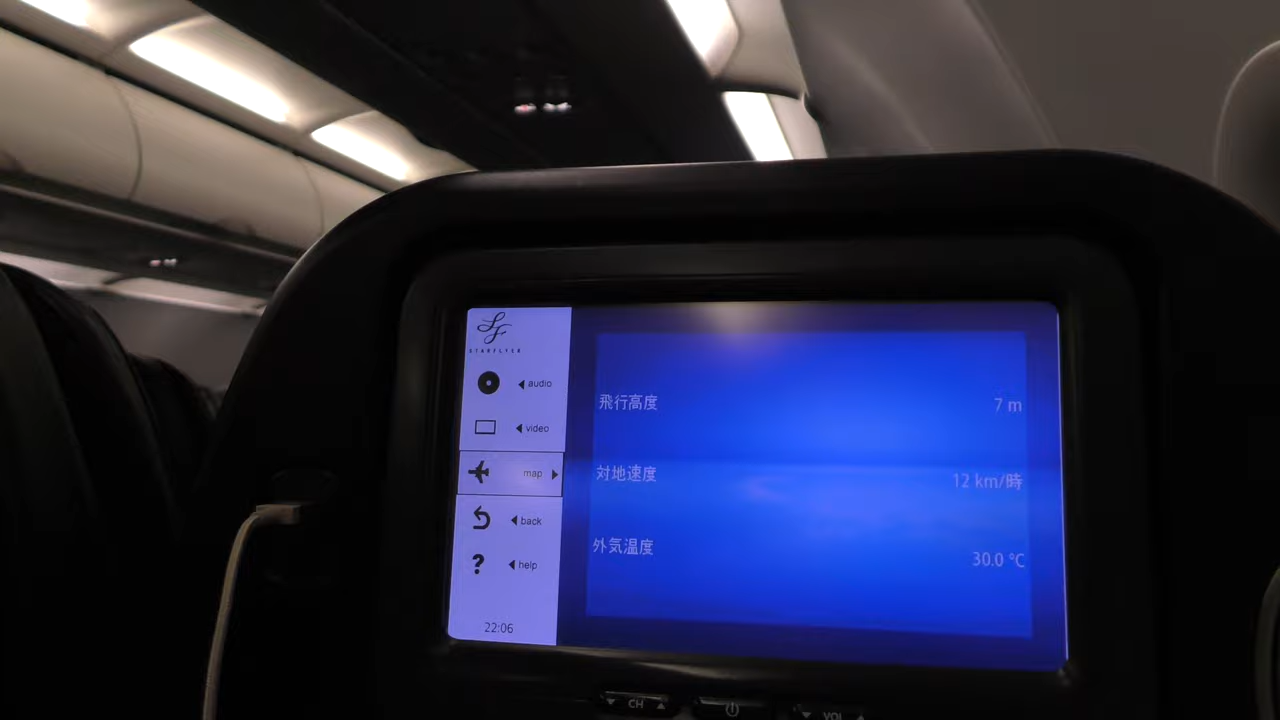 STARFLYER
audio
video
map
back
help
22:06
飛行高度 7 m
対地速度 12 km/時
外気温度 30.0 °C
CH
VOL